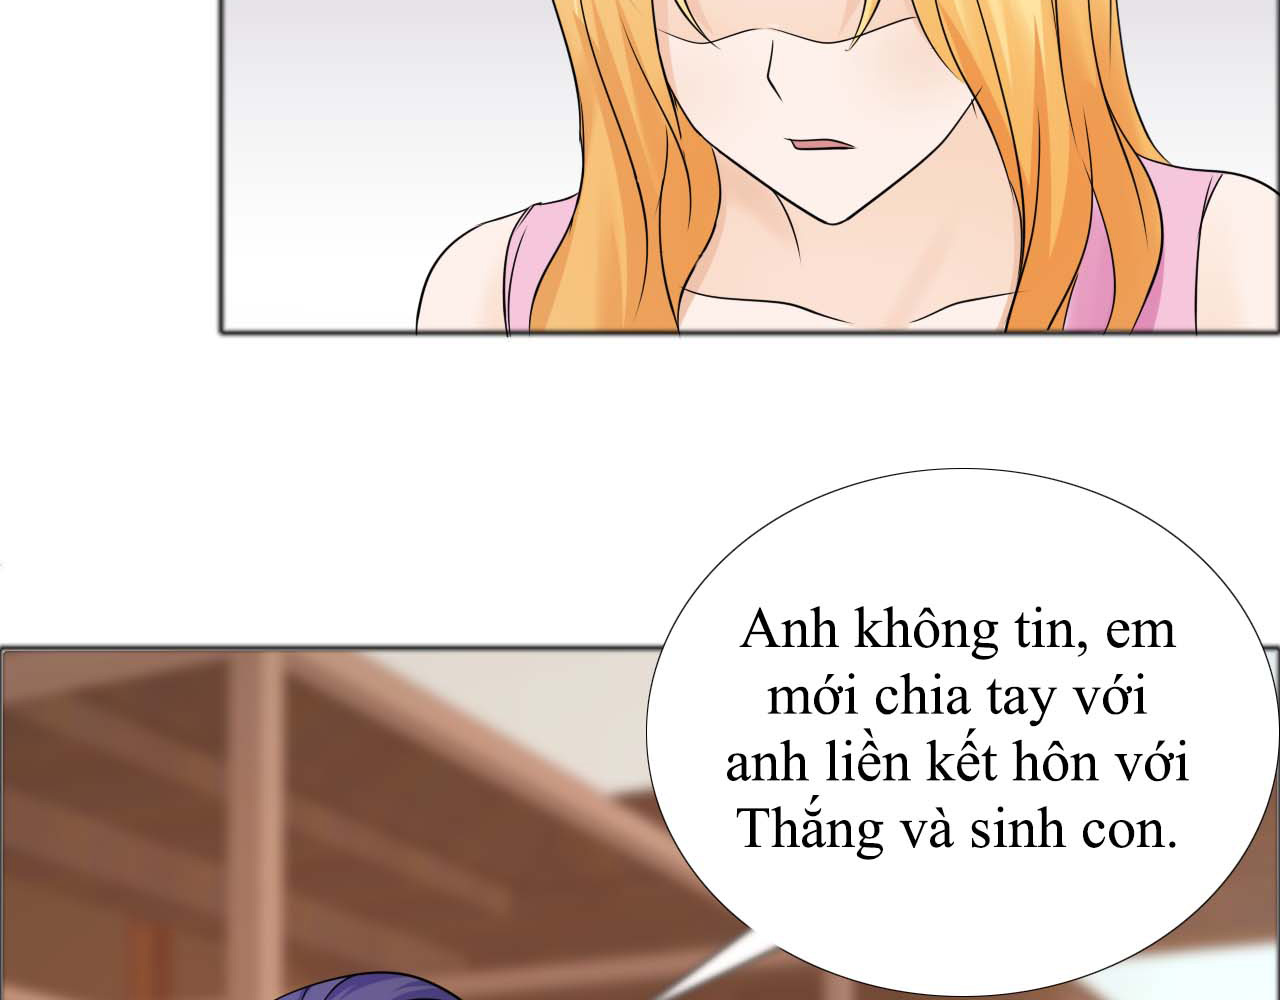 Anh không tin, em
mới chia tay với
anh liền kết hôn với
Thắng và sinh con.